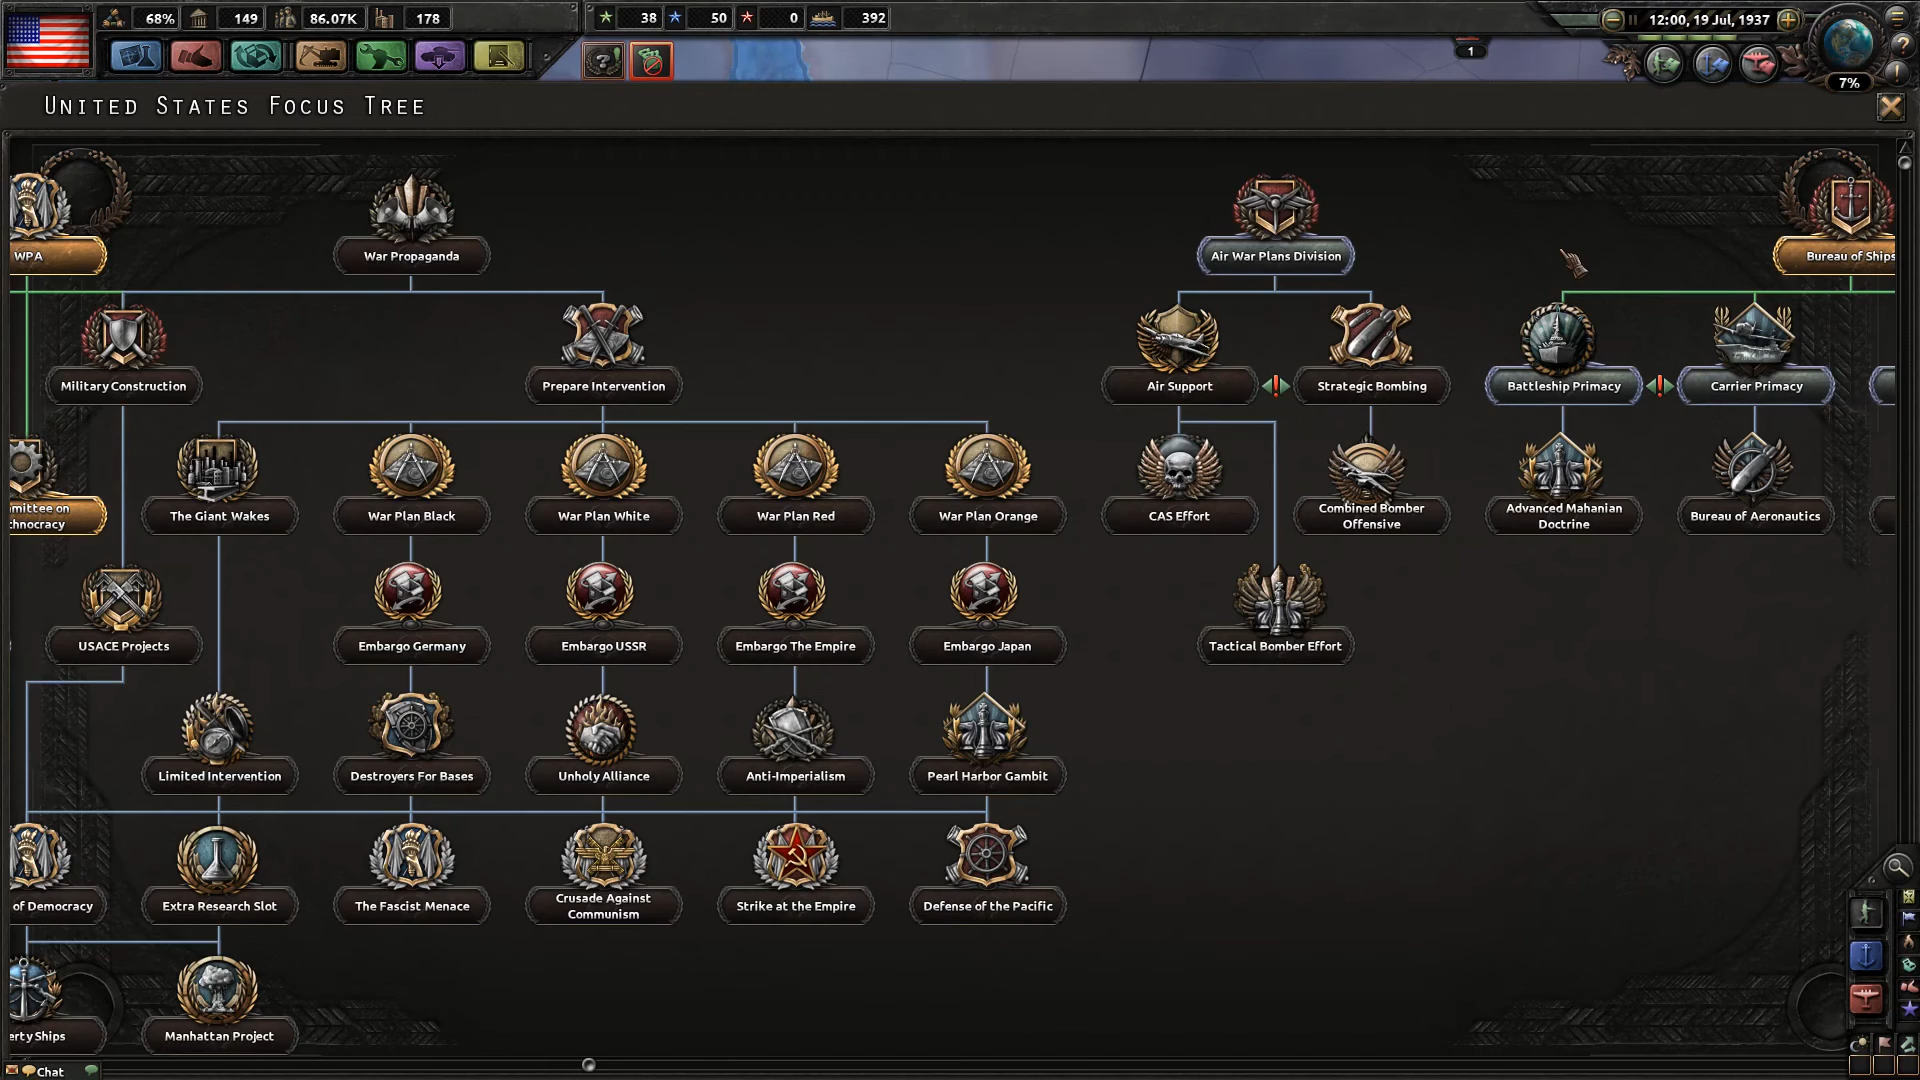 68%
149
86.07K
178
38
50
0
392
12:00, 19 Jul, 1937
1
7%
United States Focus Tree
WPA
War Propaganda
Air War Plans Division
Bureau of Ships
Military Construction
Prepare Intervention
Air Support
Strategic Bombing
Battleship Primacy
Carrier Primacy
mittee on
chnocracy
The Giant Wakes
War Plan Black
War Plan White
War Plan Red
War Plan Orange
CAS Effort
Combined Bomber
Offensive
Advanced Mahanian
Doctrine
Bureau of Aeronautics
USACE Projects
Embargo Germany
Embargo USSR
Embargo The Empire
Embargo Japan
Tactical Bomber Effort
Limited Intervention
Destroyers For Bases
Unholy Alliance
Anti-Imperialism
Pearl Harbor Gambit
of Democracy
Extra Research Slot
The Fascist Menace
Crusade Against
Communism
Strike at the Empire
Defense of the Pacific
erty Ships
Manhattan Project
Chat